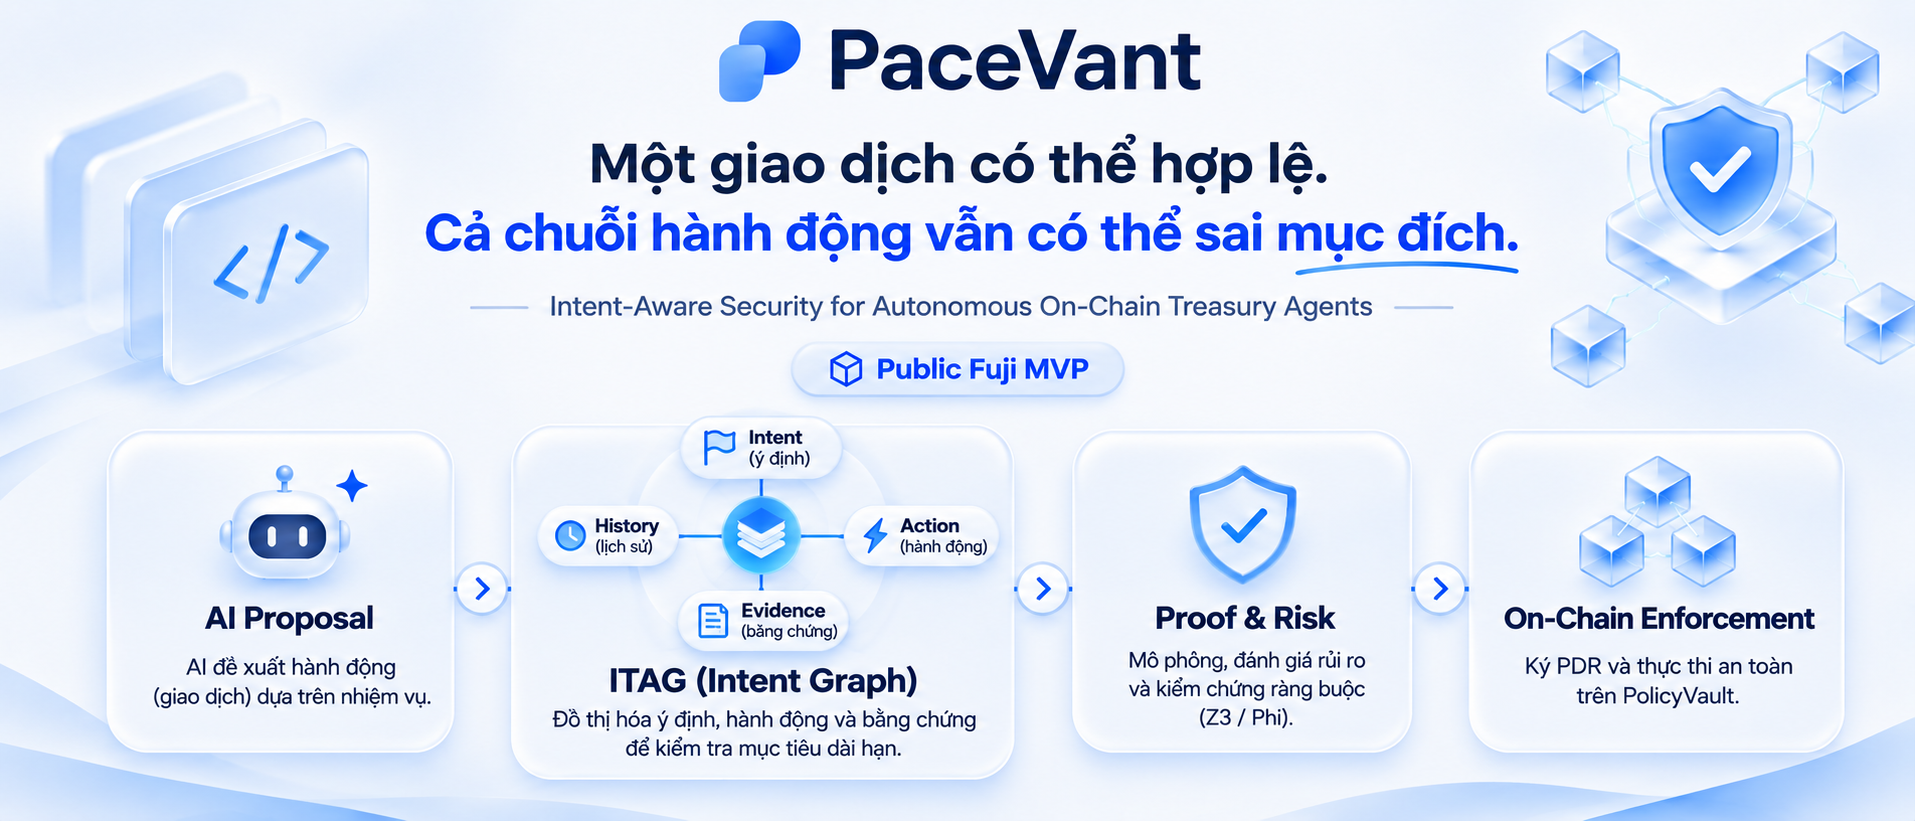 PaceVant
Một giao dịch có thể hợp lệ.
Cả chuỗi hành động vẫn có thể sai mục đích.
Intent-Aware Security for Autonomous On-Chain Treasury Agents
Public Fuji MVP
</>
AI Proposal
AI đề xuất hành động
(giao dịch) dựa trên nhiệm vụ.
Intent
(ý định)
History
(lịch sử)
Action
(hành động)
Evidence
(bằng chứng)
ITAG (Intent Graph)
Đồ thị hóa ý định, hành động và bằng chứng
để kiểm tra mục tiêu dài hạn.
Proof & Risk
Mô phỏng, đánh giá rủi ro
và kiểm chứng ràng buộc
(Z3 / Phi).
On-Chain Enforcement
Ký PDR và thực thi an toàn
trên PolicyVault.